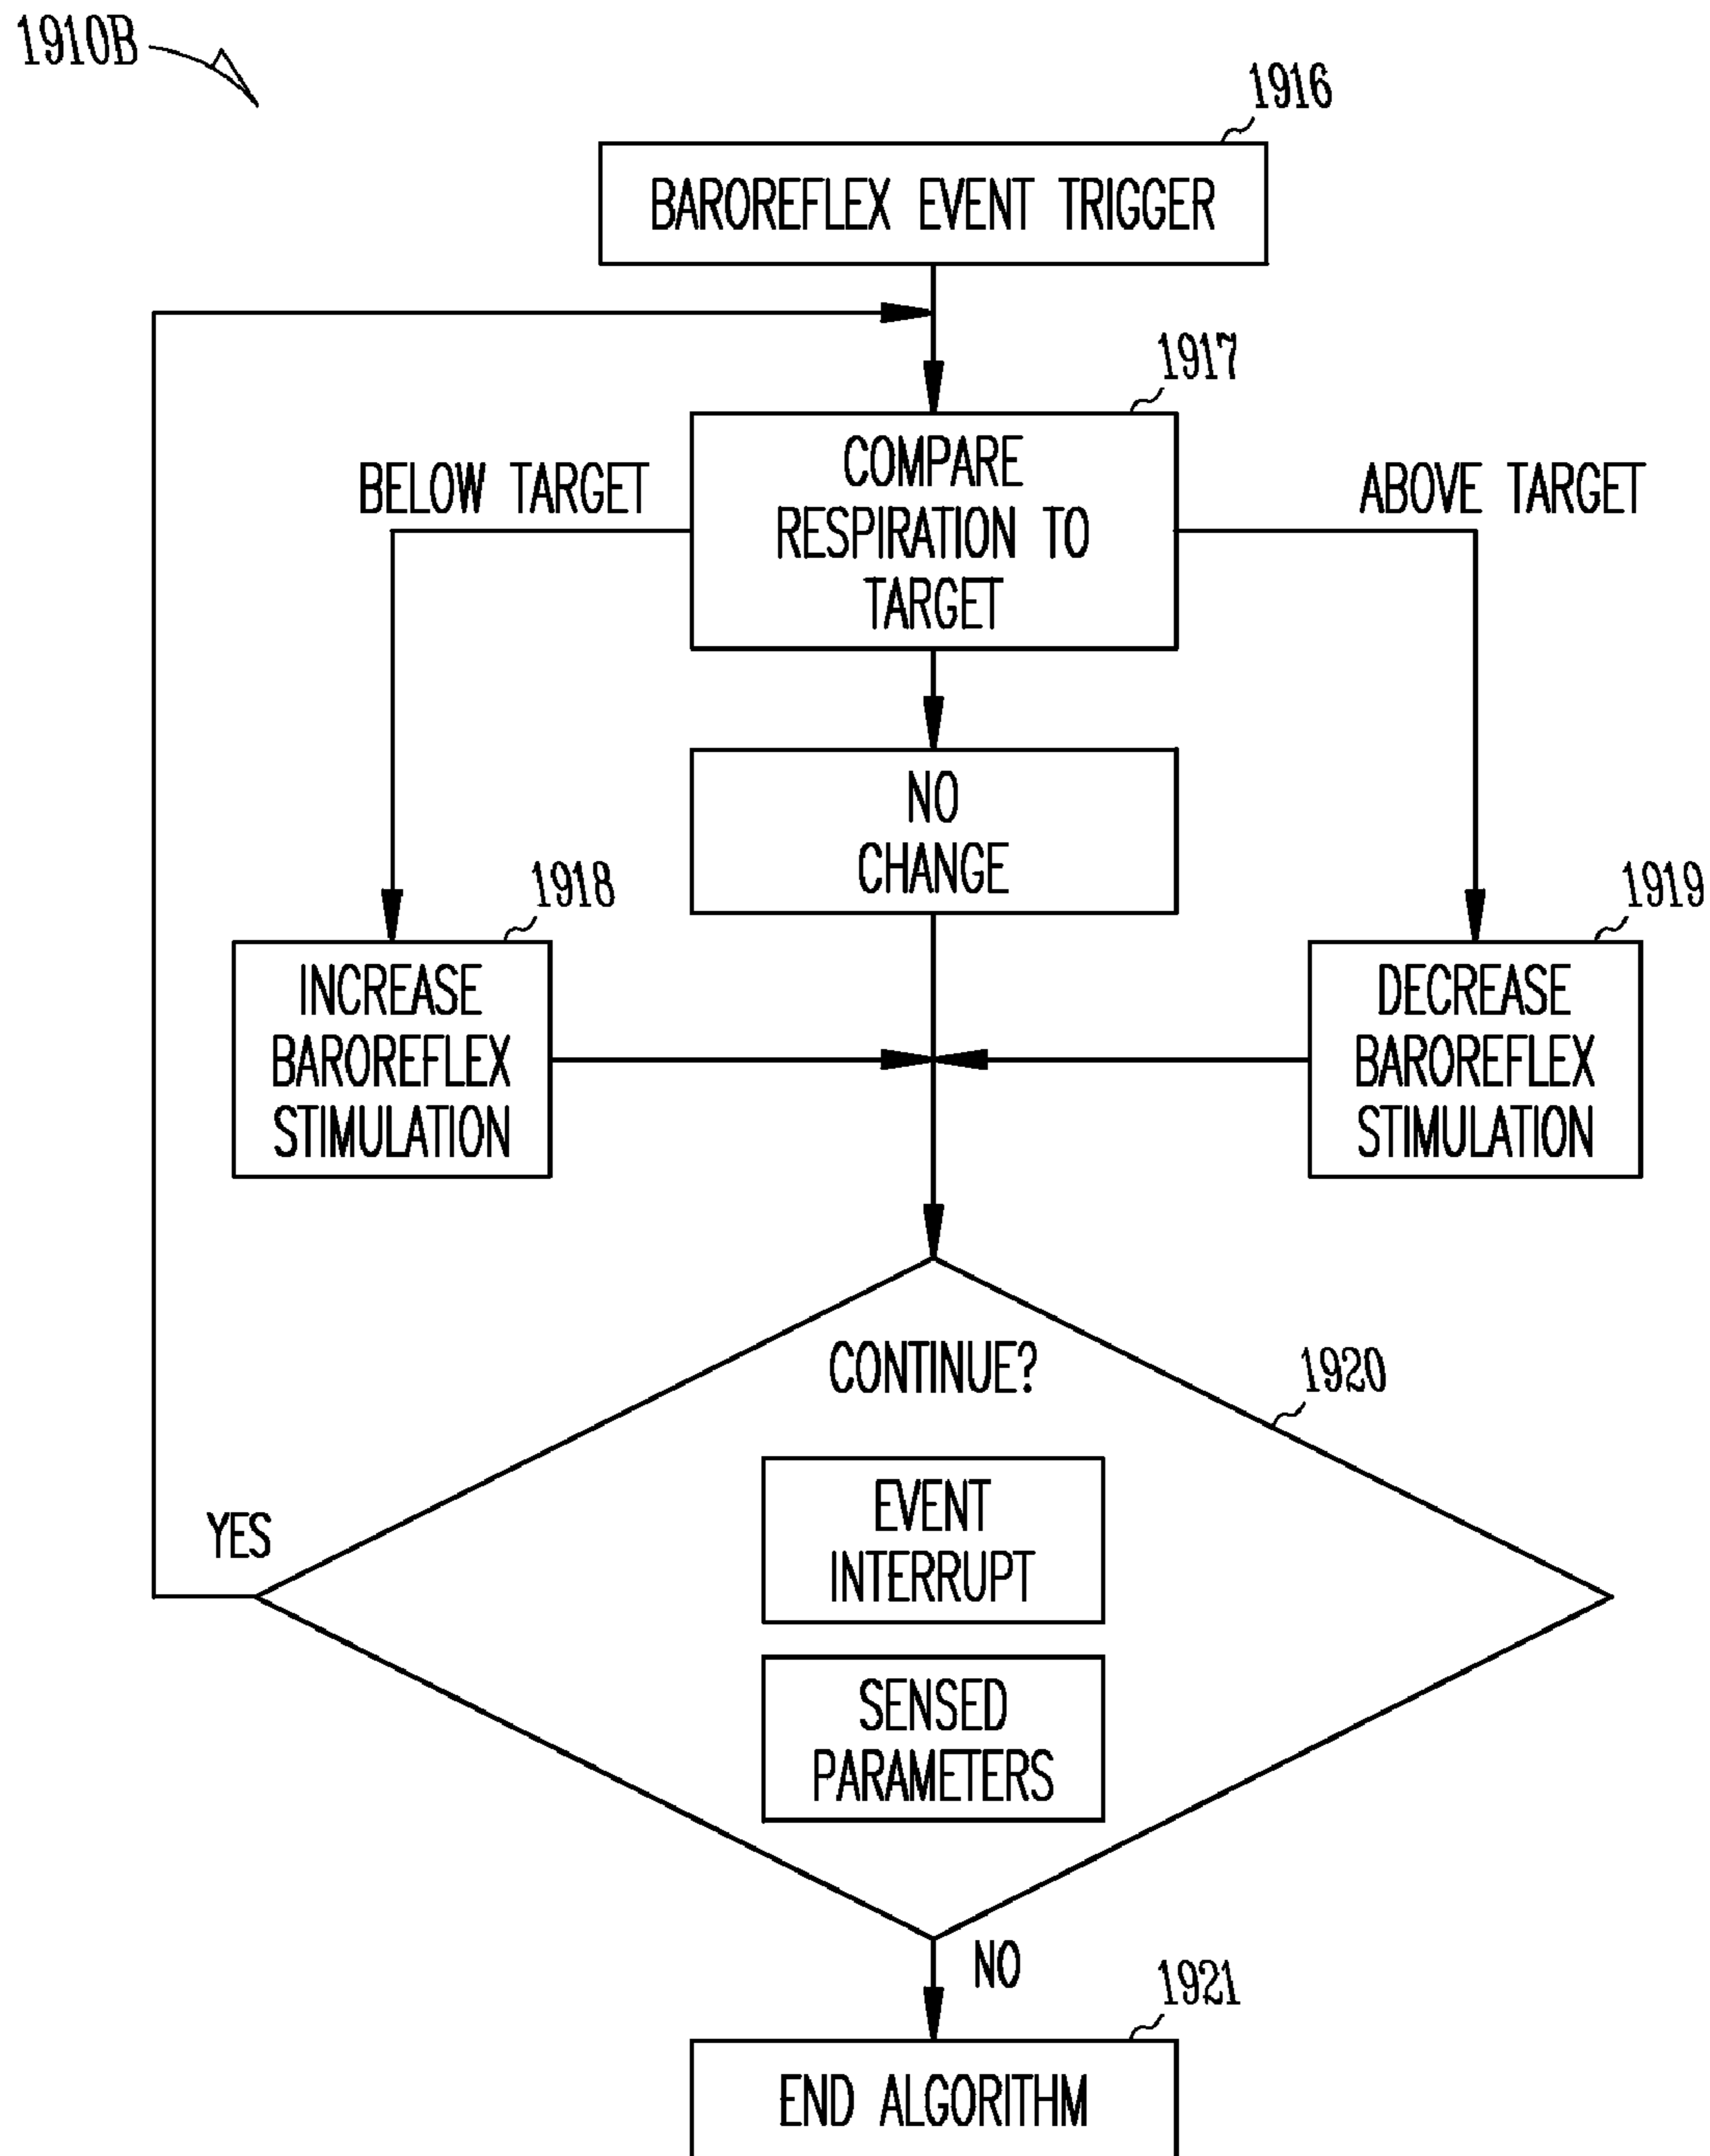 1910B
1916
BAROREFLEX EVENT TRIGGER
1917
COMPARE
RESPIRATION TO
TARGET
BELOW TARGET
ABOVE TARGET
NO
CHANGE
1918
INCREASE
BAROREFLEX
STIMULATION
1919
DECREASE
BAROREFLEX
STIMULATION
CONTINUE?
1920
EVENT
INTERRUPT
YES
SENSED
PARAMETERS
NO
1921
END ALGORITHM